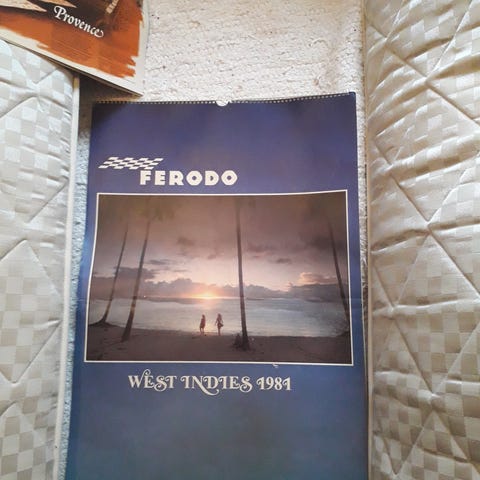 Provence
FERODO
WEST INDIES 1981